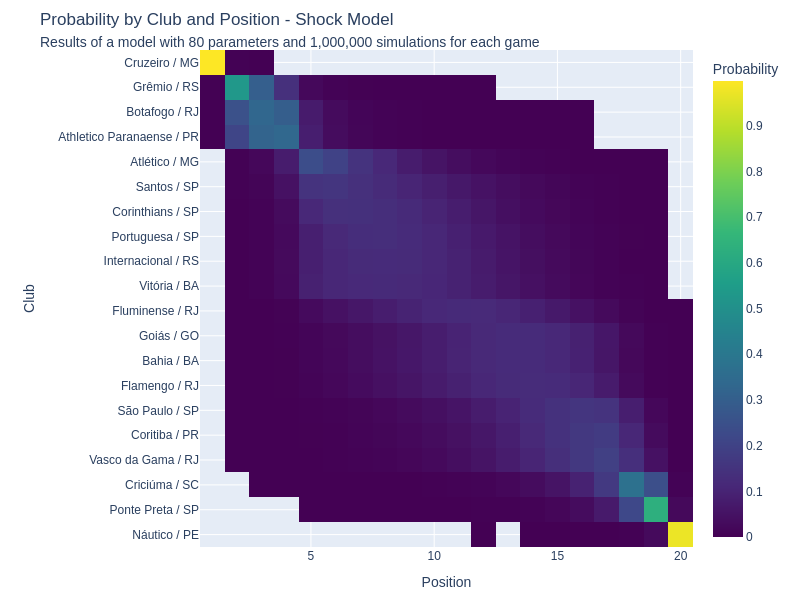 Probability by Club and Position - Shock Model
Results of a model with 80 parameters and 1,000,000 simulations for each game
Probability
Club
Cruzeiro / MG
Grêmio / RS
Botafogo / RJ
Athletico Paranaense / PR
Atlético / MG
Santos / SP
Corinthians / SP
Portuguesa / SP
Internacional / RS
Vitória / BA
Fluminense / RJ
Goiás / GO
Bahia / BA
Flamengo / RJ
São Paulo / SP
Coritiba / PR
Vasco da Gama / RJ
Criciúma / SC
Ponte Preta / SP
Náutico / PE
0.9
0.8
0.7
0.6
0.5
0.4
0.3
0.2
0.1
0
5
10
15
20
Position